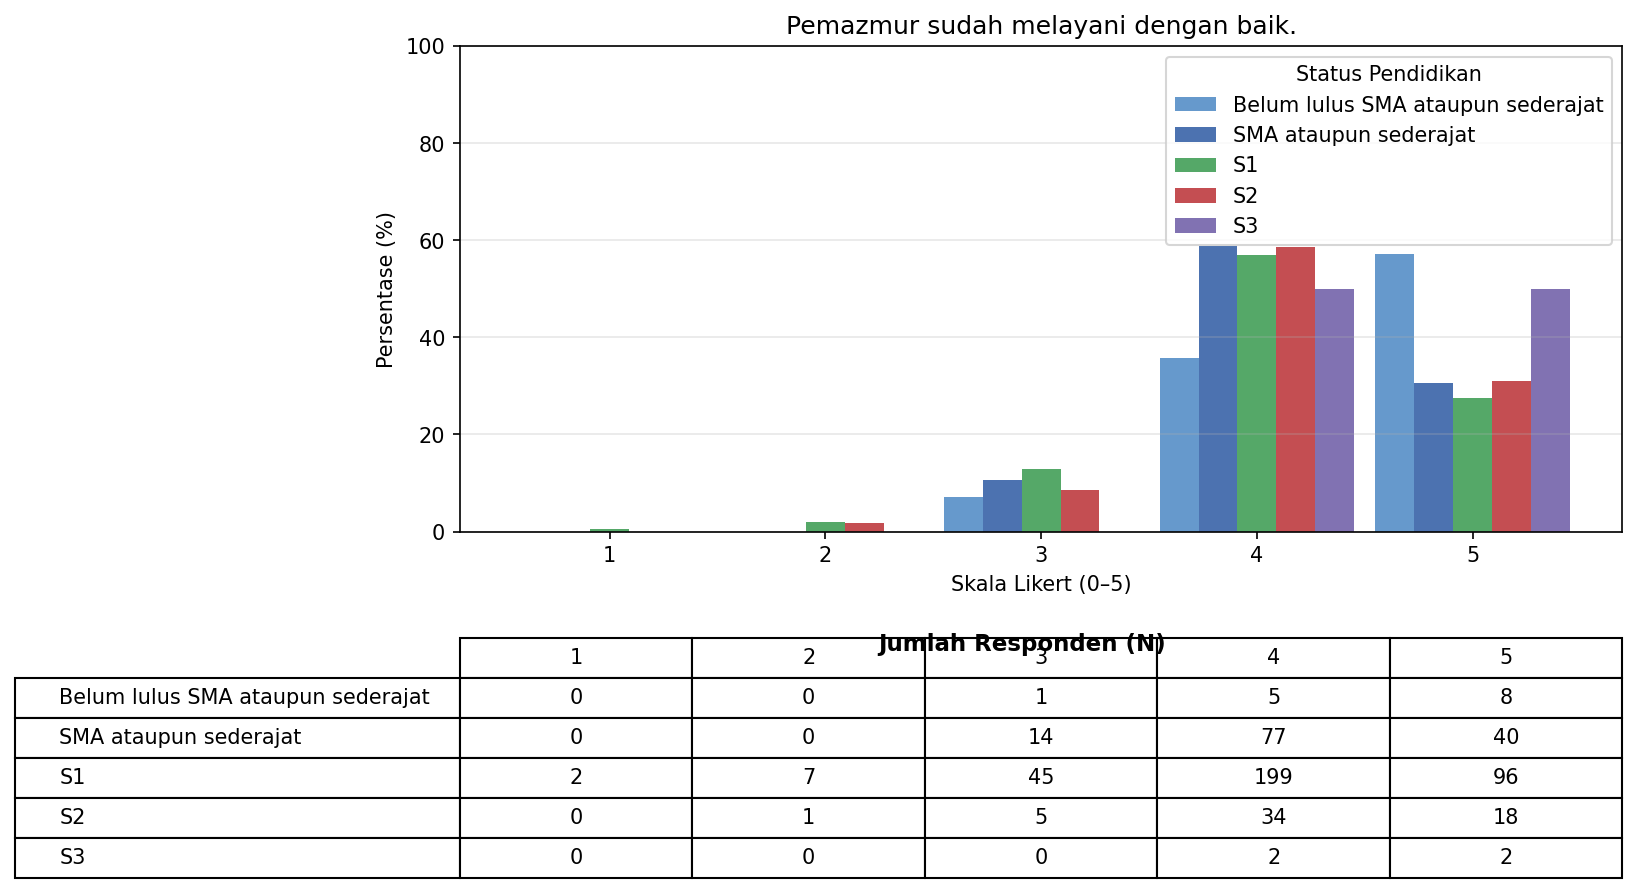 Pemazmur sudah melayani dengan baik.
100
80
60
40
20
0
Persentase (%)
Status Pendidikan
Belum lulus SMA ataupun sederajat
SMA ataupun sederajat
S1
S2
S3
1 2 3 4 5
Skala Likert (0–5)
Jumlah Responden (N)
1 2 3 4 5
Belum lulus SMA ataupun sederajat 0 0 1 5 8
SMA ataupun sederajat 0 0 14 77 40
S1 2 7 45 199 96
S2 0 1 5 34 18
S3 0 0 0 2 2